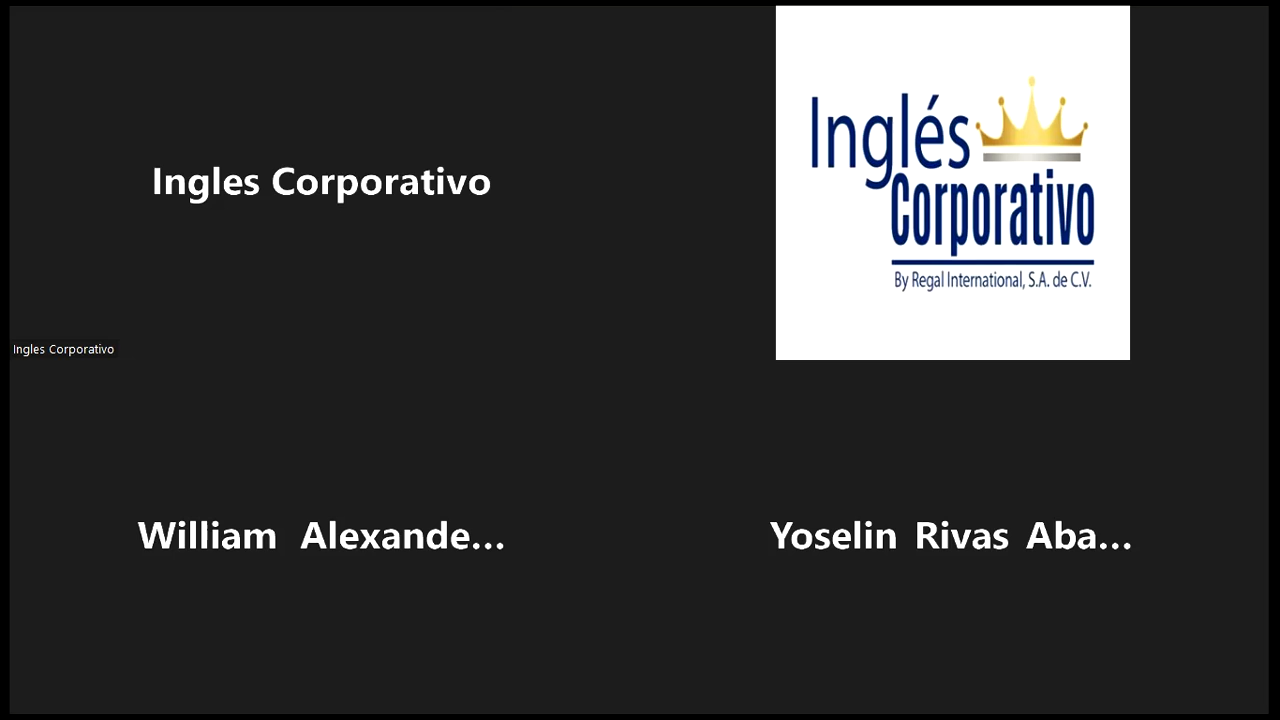 Ingles Corporativo
Inglés
Corporativo
By Regal International, S.A. de C.V.
Ingles Corporativo
William Alexande...
Yoselin Rivas Aba...